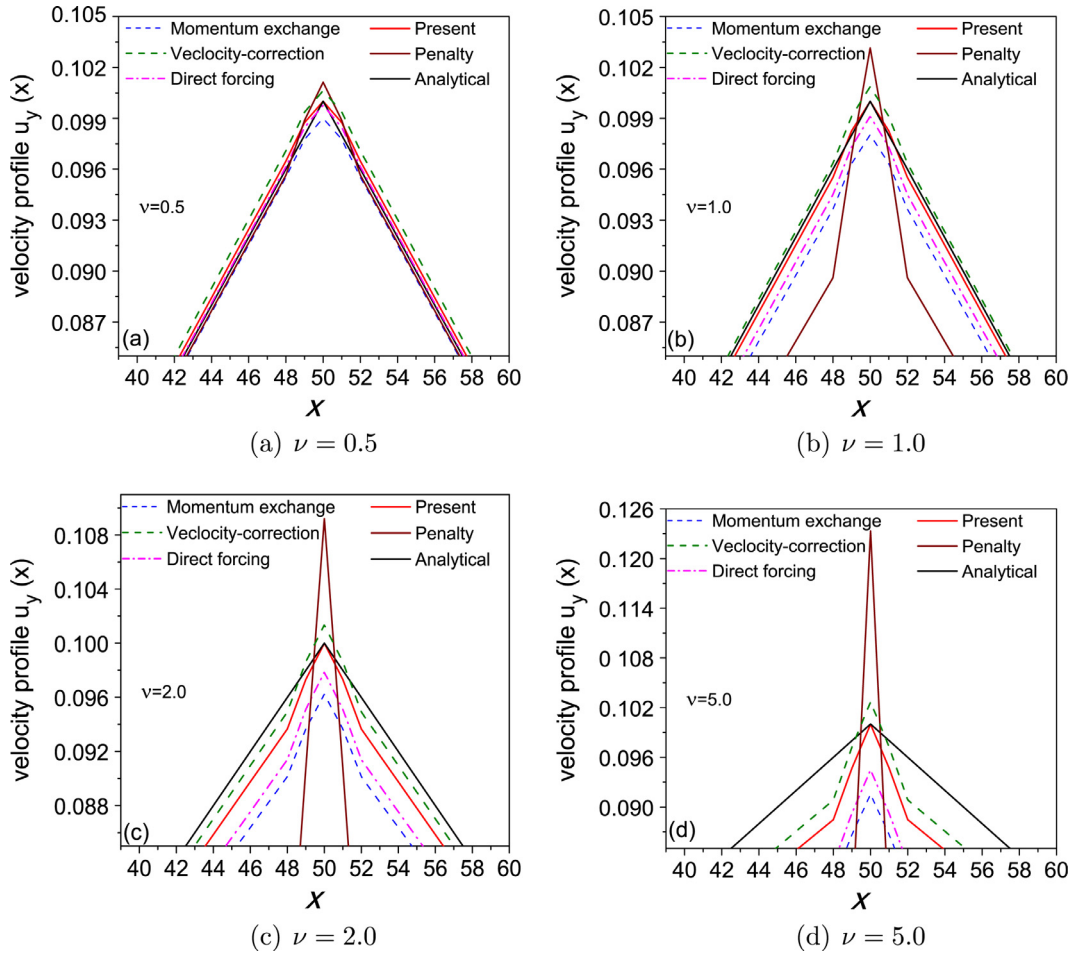 0.105
0.102
0.099
0.096
0.093
0.090
0.087
velocity profile u_y (x)
Momentum exchange
Veclocity-correction
Direct forcing
Present
Penalty
Analytical
ν=0.5
(a)
40 42 44 46 48 50 52 54 56 58 60
X
(a) ν = 0.5
0.105
0.102
0.099
0.096
0.093
0.090
0.087
velocity profile u_y (x)
Momentum exchange
Veclocity-correction
Direct forcing
Present
Penalty
Analytical
ν=1.0
(b)
40 42 44 46 48 50 52 54 56 58 60
X
(b) ν = 1.0
0.108
0.104
0.100
0.096
0.092
0.088
velocity profile u_y (x)
Momentum exchange
Veclocity-correction
Direct forcing
Present
Penalty
Analytical
ν=2.0
(c)
40 42 44 46 48 50 52 54 56 58 60
X
(c) ν = 2.0
0.126
0.120
0.114
0.108
0.102
0.096
0.090
velocity profile u_y (x)
Momentum exchange
Veclocity-correction
Direct forcing
Present
Penalty
Analytical
ν=5.0
(d)
40 42 44 46 48 50 52 54 56 58 60
X
(d) ν = 5.0